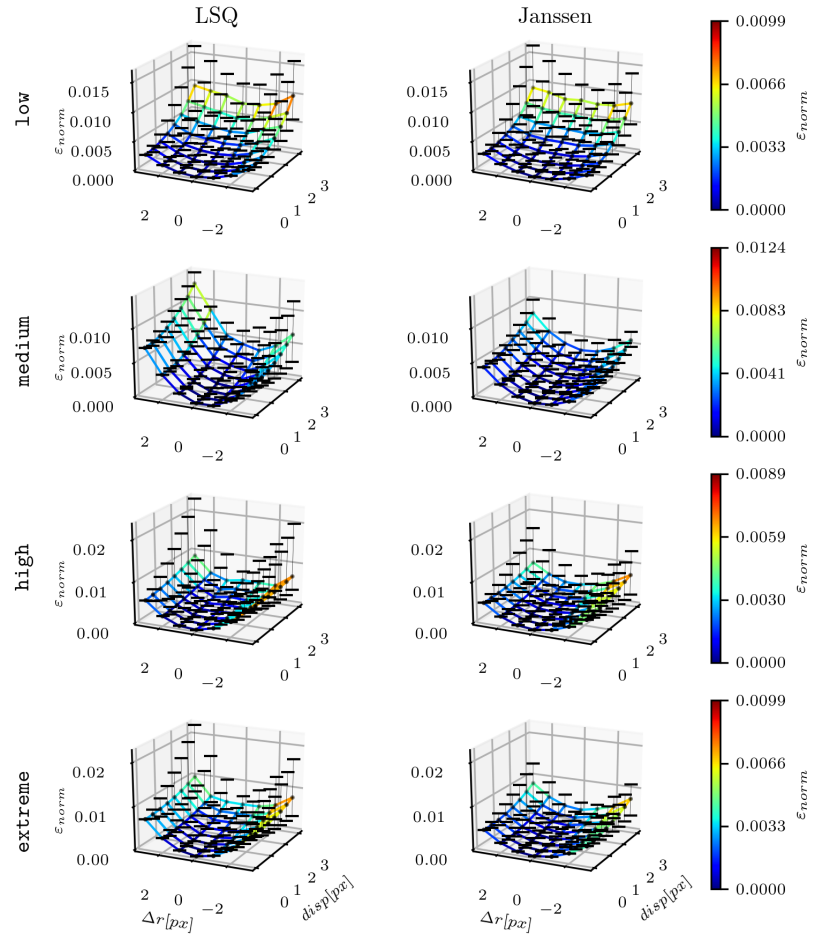 LSQ Janssen
low
0.015
0.010
0.005
0.000
ε_norm
2 0 −2
0 1 2 3
0.015
0.010
0.005
0.000
ε_norm
2 0 −2
0 1 2 3
0.0099
0.0066
0.0033
0.0000
ε_norm
medium
0.010
0.005
0.000
ε_norm
2 0 −2
0 1 2 3
0.010
0.005
0.000
ε_norm
2 0 −2
0 1 2 3
0.0124
0.0083
0.0041
0.0000
ε_norm
high
0.02
0.01
0.00
ε_norm
2 0 −2
0 1 2 3
0.02
0.01
0.00
ε_norm
2 0 −2
0 1 2 3
0.0089
0.0059
0.0030
0.0000
ε_norm
extreme
0.02
0.01
0.00
ε_norm
2 0 −2
Δr[px]
0 1 2 3
disp[px]
0.02
0.01
0.00
ε_norm
2 0 −2
Δr[px]
0 1 2 3
disp[px]
0.0099
0.0066
0.0033
0.0000
ε_norm